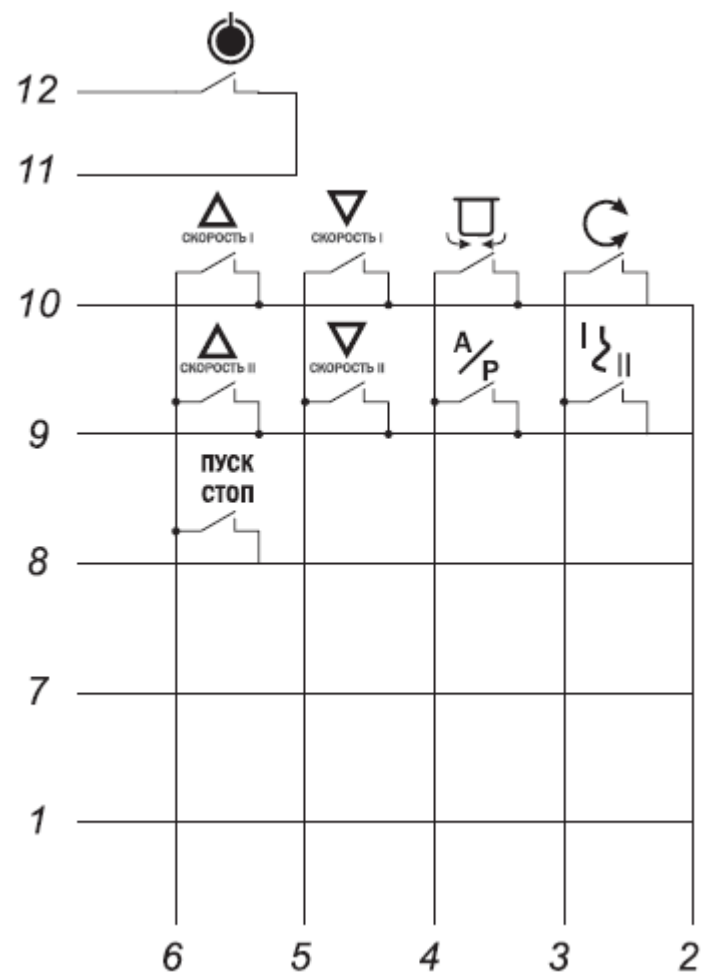 12
11
СКОРОСТЬ I
СКОРОСТЬ I
10
СКОРОСТЬ II
СКОРОСТЬ II
А/Р
I II
9
ПУСК
СТОП
8
7
1
6 5 4 3 2